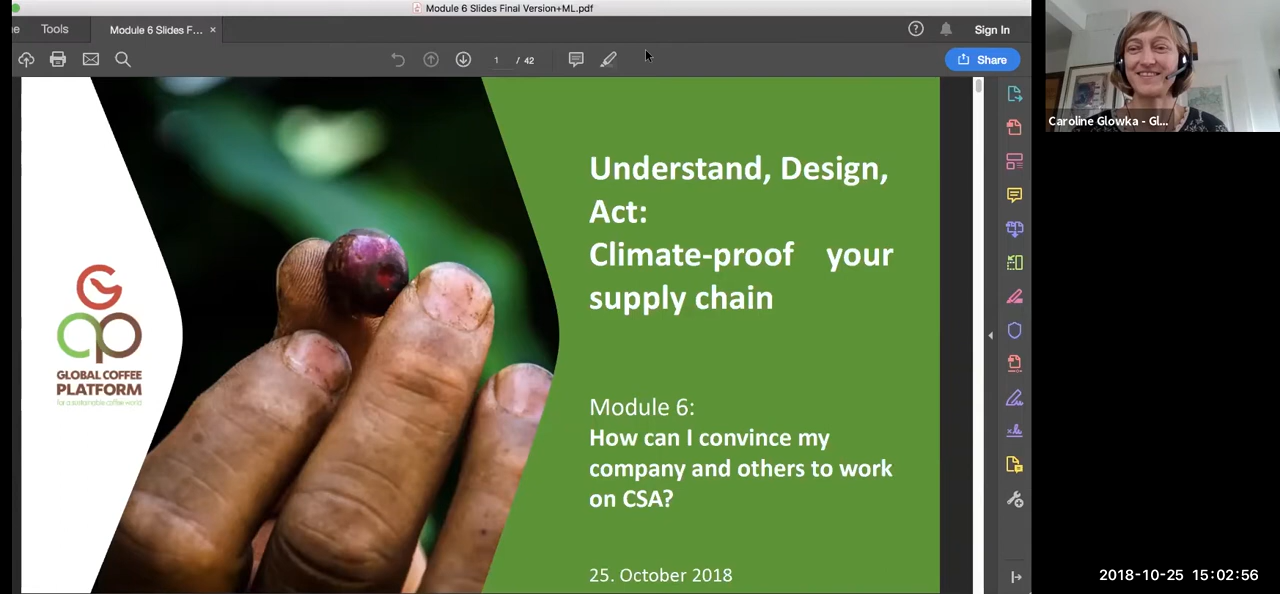 Module 6 Slides Final Version+ML.pdf
e
Tools
Module 6 Slides F... ×
Sign In
1 / 42
Share
Caroline Glowka - Gl...
Understand, Design,
Act:
Climate-proof your
supply chain
GLOBAL COFFEE
PLATFORM
for a sustainable coffee world
Module 6:
How can I convince my
company and others to work
on CSA?
25. October 2018
2018-10-25 15:02:56